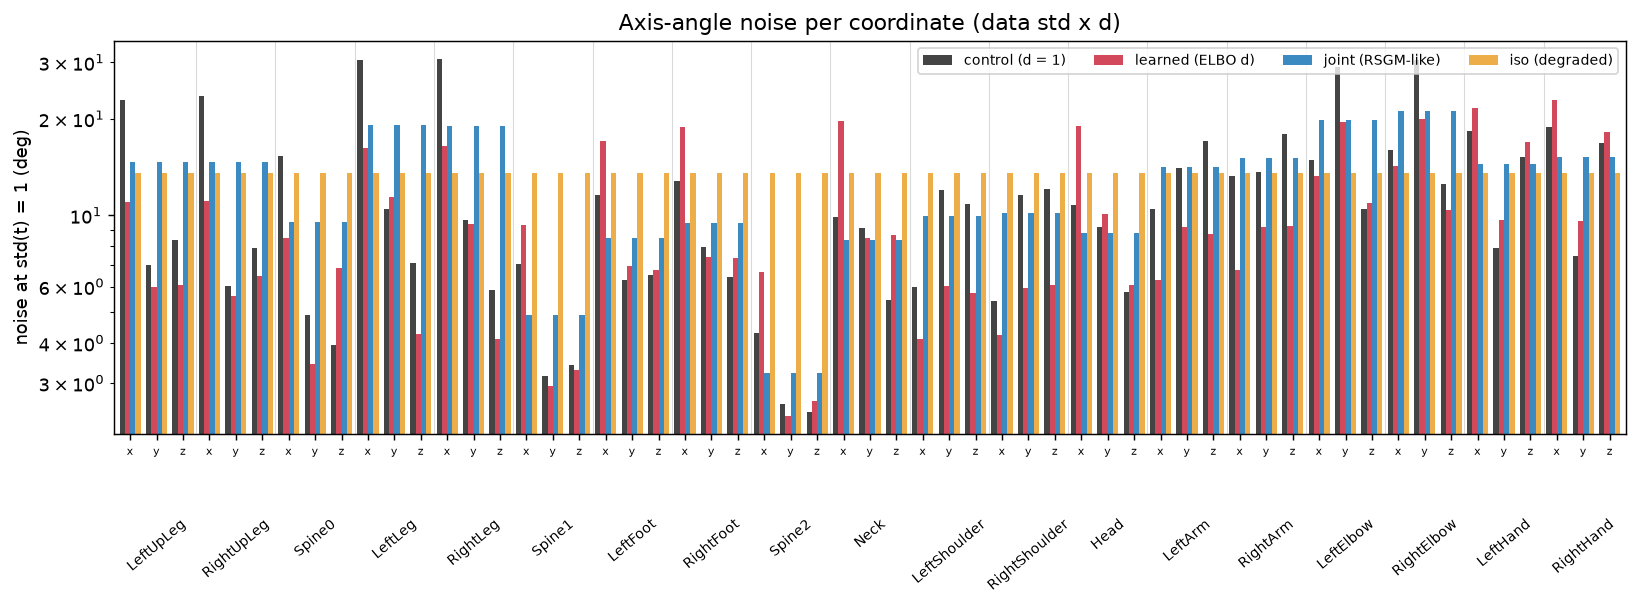 Axis-angle noise per coordinate (data std x d)
control (d = 1) learned (ELBO d) joint (RSGM-like) iso (degraded)
noise at std(t) = 1 (deg)
3 × 10¹
2 × 10¹
10¹
6 × 10⁰
4 × 10⁰
3 × 10⁰
x y z x y z x y z x y z x y z x y z x y z x y z x y z x y z x y z x y z x y z x y z x y z x y z x y z x y z x y z
LeftUpLeg RightUpLeg Spine0 LeftLeg RightLeg Spine1 LeftFoot RightFoot Spine2 Neck LeftShoulder RightShoulder Head LeftArm RightArm LeftElbow RightElbow LeftHand RightHand